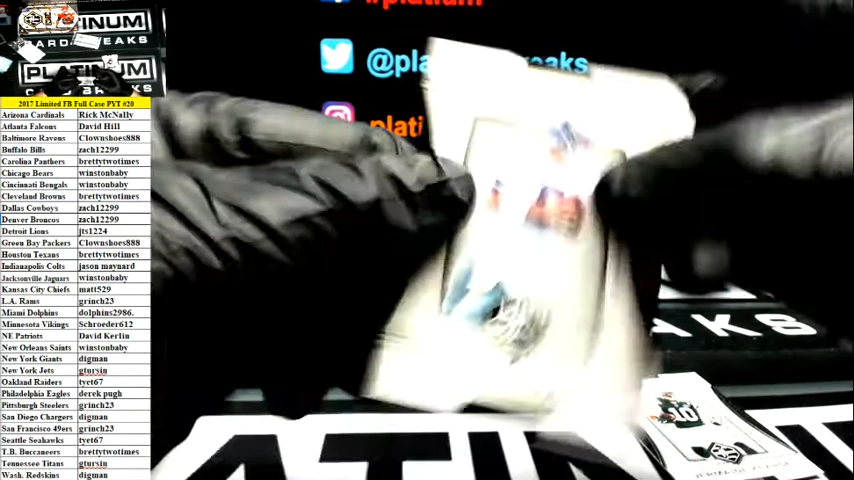 PLATINUM
CARD BREAKS
PLATINUM
#platinum
@pla eaks
plati
2017 Limited FB Full Case PYT #20
Arizona Cardinals Rick McNally
Atlanta Falcons David Hill
Baltimore Ravens Clownshoes888
Buffalo Bills zach12299
Carolina Panthers brettytwotimes
Chicago Bears winstonbaby
Cincinnati Bengals winstonbaby
Cleveland Browns brettytwotimes
Dallas Cowboys zach12299
Denver Broncos zach12299
Detroit Lions jts1224
Green Bay Packers Clownshoes888
Houston Texans brettytwotimes
Indianapolis Colts jason maynard
Jacksonville Jaguars winstonbaby
Kansas City Chiefs matt529
L.A. Rams grinch23
Miami Dolphins dolphins2986.
Minnesota Vikings Schroeder612
NE Patriots David Kerlin
New Orleans Saints winstonbaby
New York Giants digman
New York Jets gtursin
Oakland Raiders tyet67
Philadelphia Eagles derek pugh
Pittsburgh Steelers grinch23
San Diego Chargers digman
San Francisco 49ers grinch23
Seattle Seahawks tyet67
T.B. Buccaneers brettytwotimes
Tennessee Titans gtursin
Wash. Redskins digman
AKS
10
PLATINUM